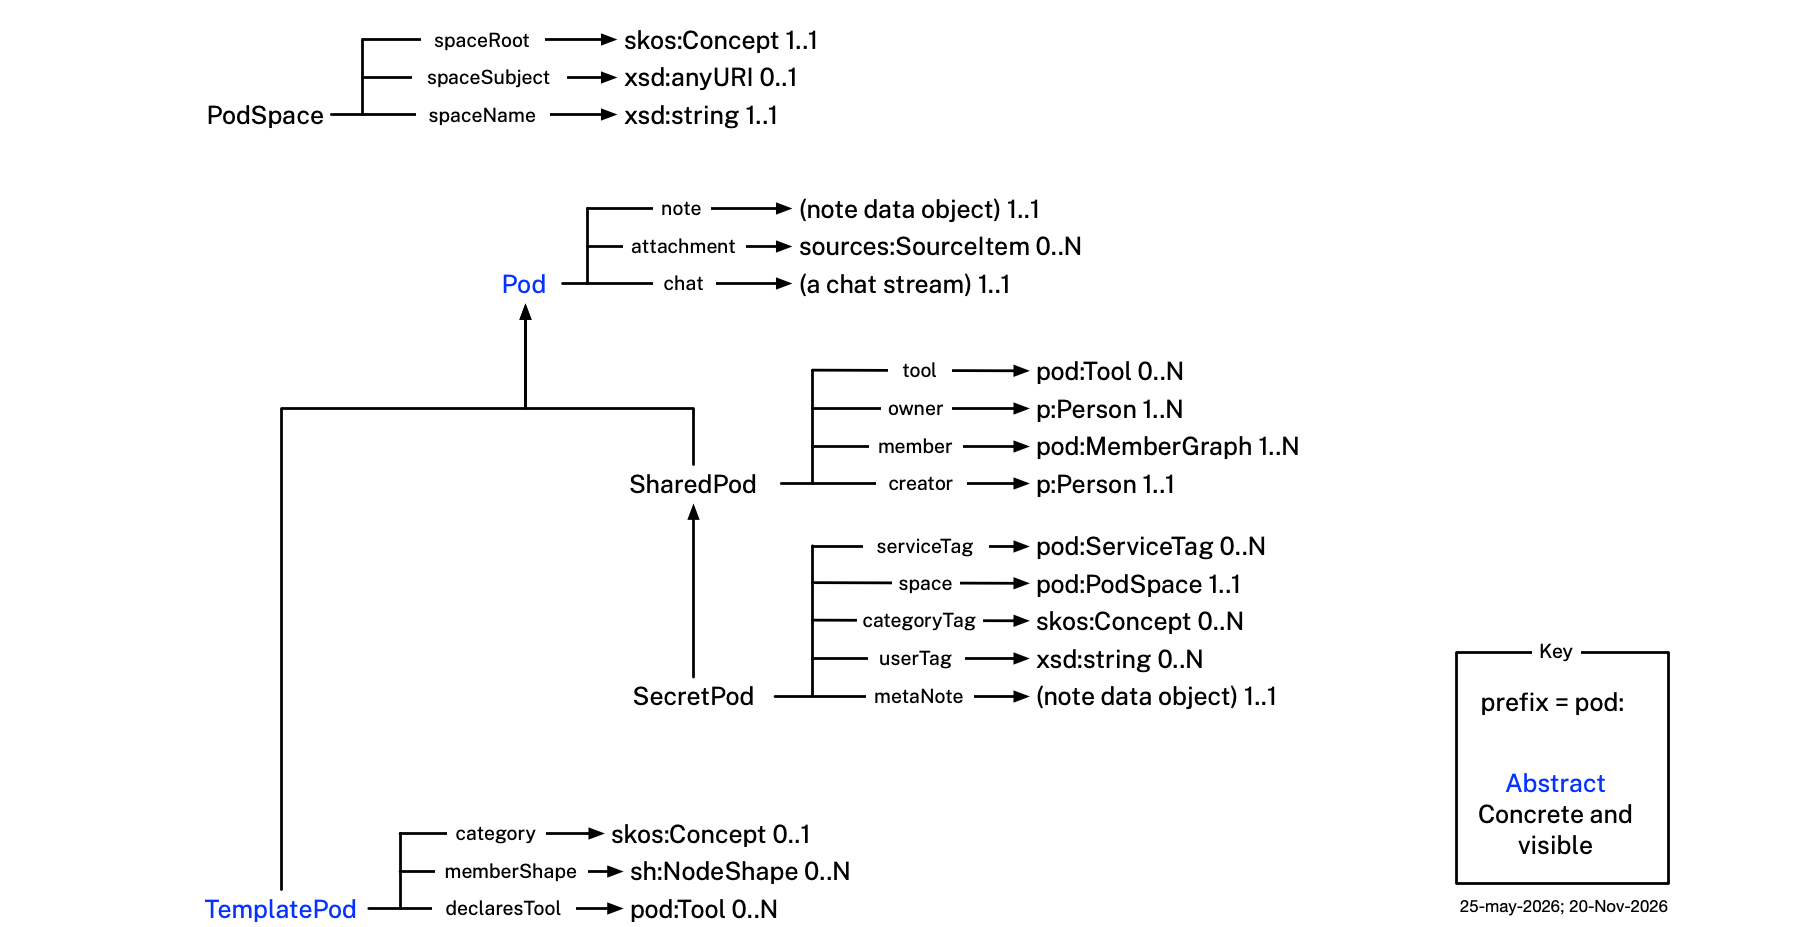 spaceRoot skos:Concept 1..1
spaceSubject xsd:anyURI 0..1
PodSpace spaceName xsd:string 1..1
note (note data object) 1..1
attachment sources:SourceItem 0..N
Pod chat (a chat stream) 1..1
tool pod:Tool 0..N
owner p:Person 1..N
member pod:MemberGraph 1..N
SharedPod creator p:Person 1..1
serviceTag pod:ServiceTag 0..N
space pod:PodSpace 1..1
categoryTag skos:Concept 0..N
userTag xsd:string 0..N
SecretPod metaNote (note data object) 1..1
category skos:Concept 0..1
memberShape sh:NodeShape 0..N
TemplatePod declaresTool pod:Tool 0..N
Key
prefix = pod:
Abstract
Concrete and
visible
25-may-2026; 20-Nov-2026